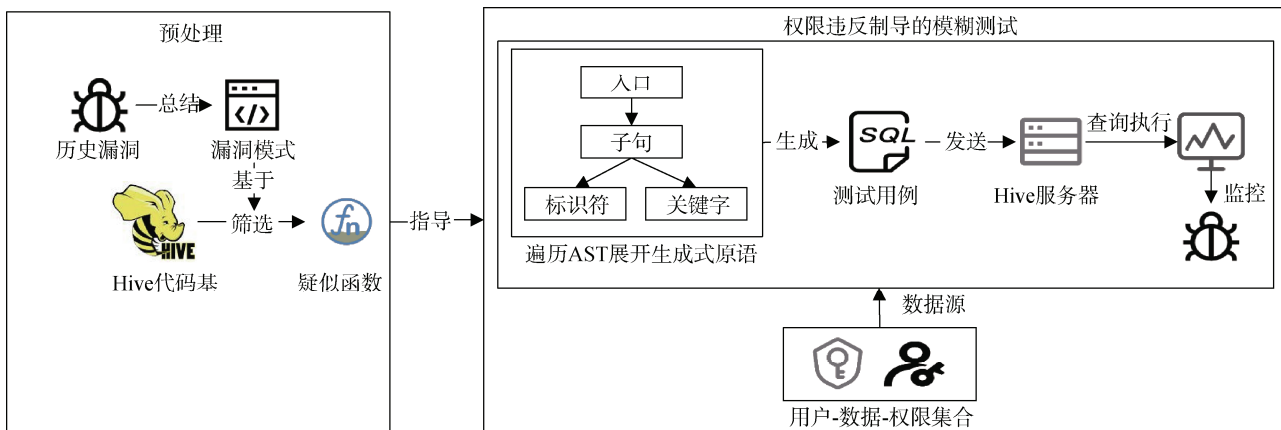 预处理
总结
历史漏洞
漏洞模式
基于
筛选
HIVE
fn
Hive代码基
疑似函数
指导
权限违反制导的模糊测试
入口
子句
标识符
关键字
遍历AST展开生成式原语
生成
SQL
测试用例
发送
Hive服务器
查询执行
监控
数据源
用户-数据-权限集合